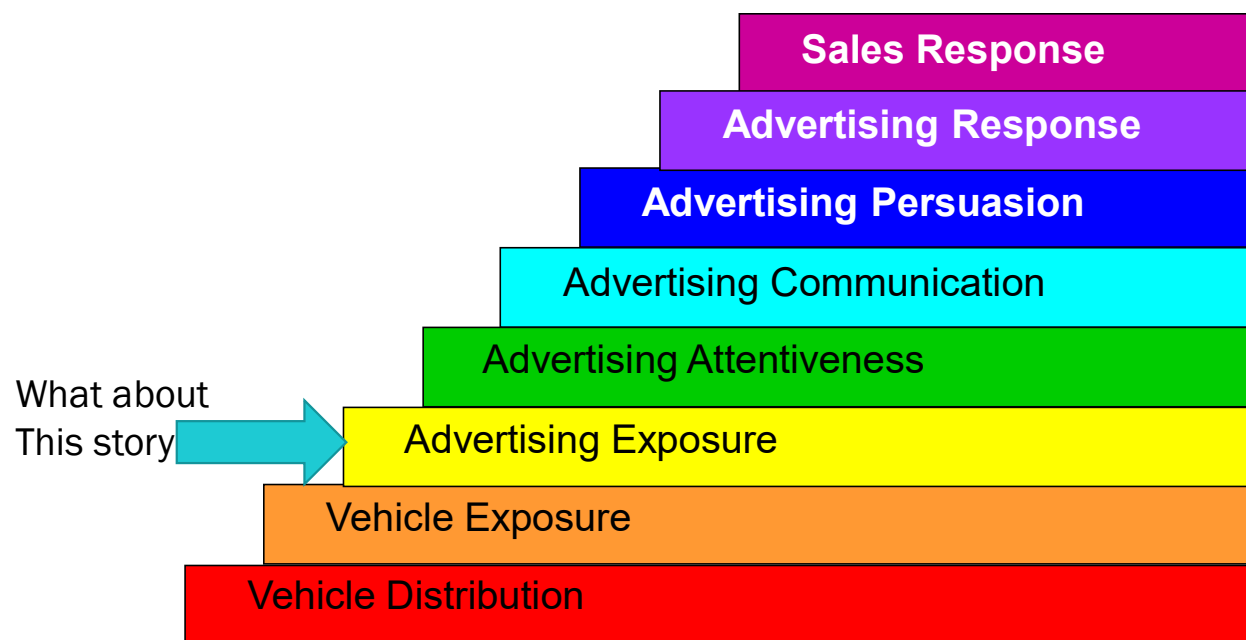 Sales Response
Advertising Response
Advertising Persuasion
Advertising Communication
Advertising Attentiveness
What about
This story
Advertising Exposure
Vehicle Exposure
Vehicle Distribution